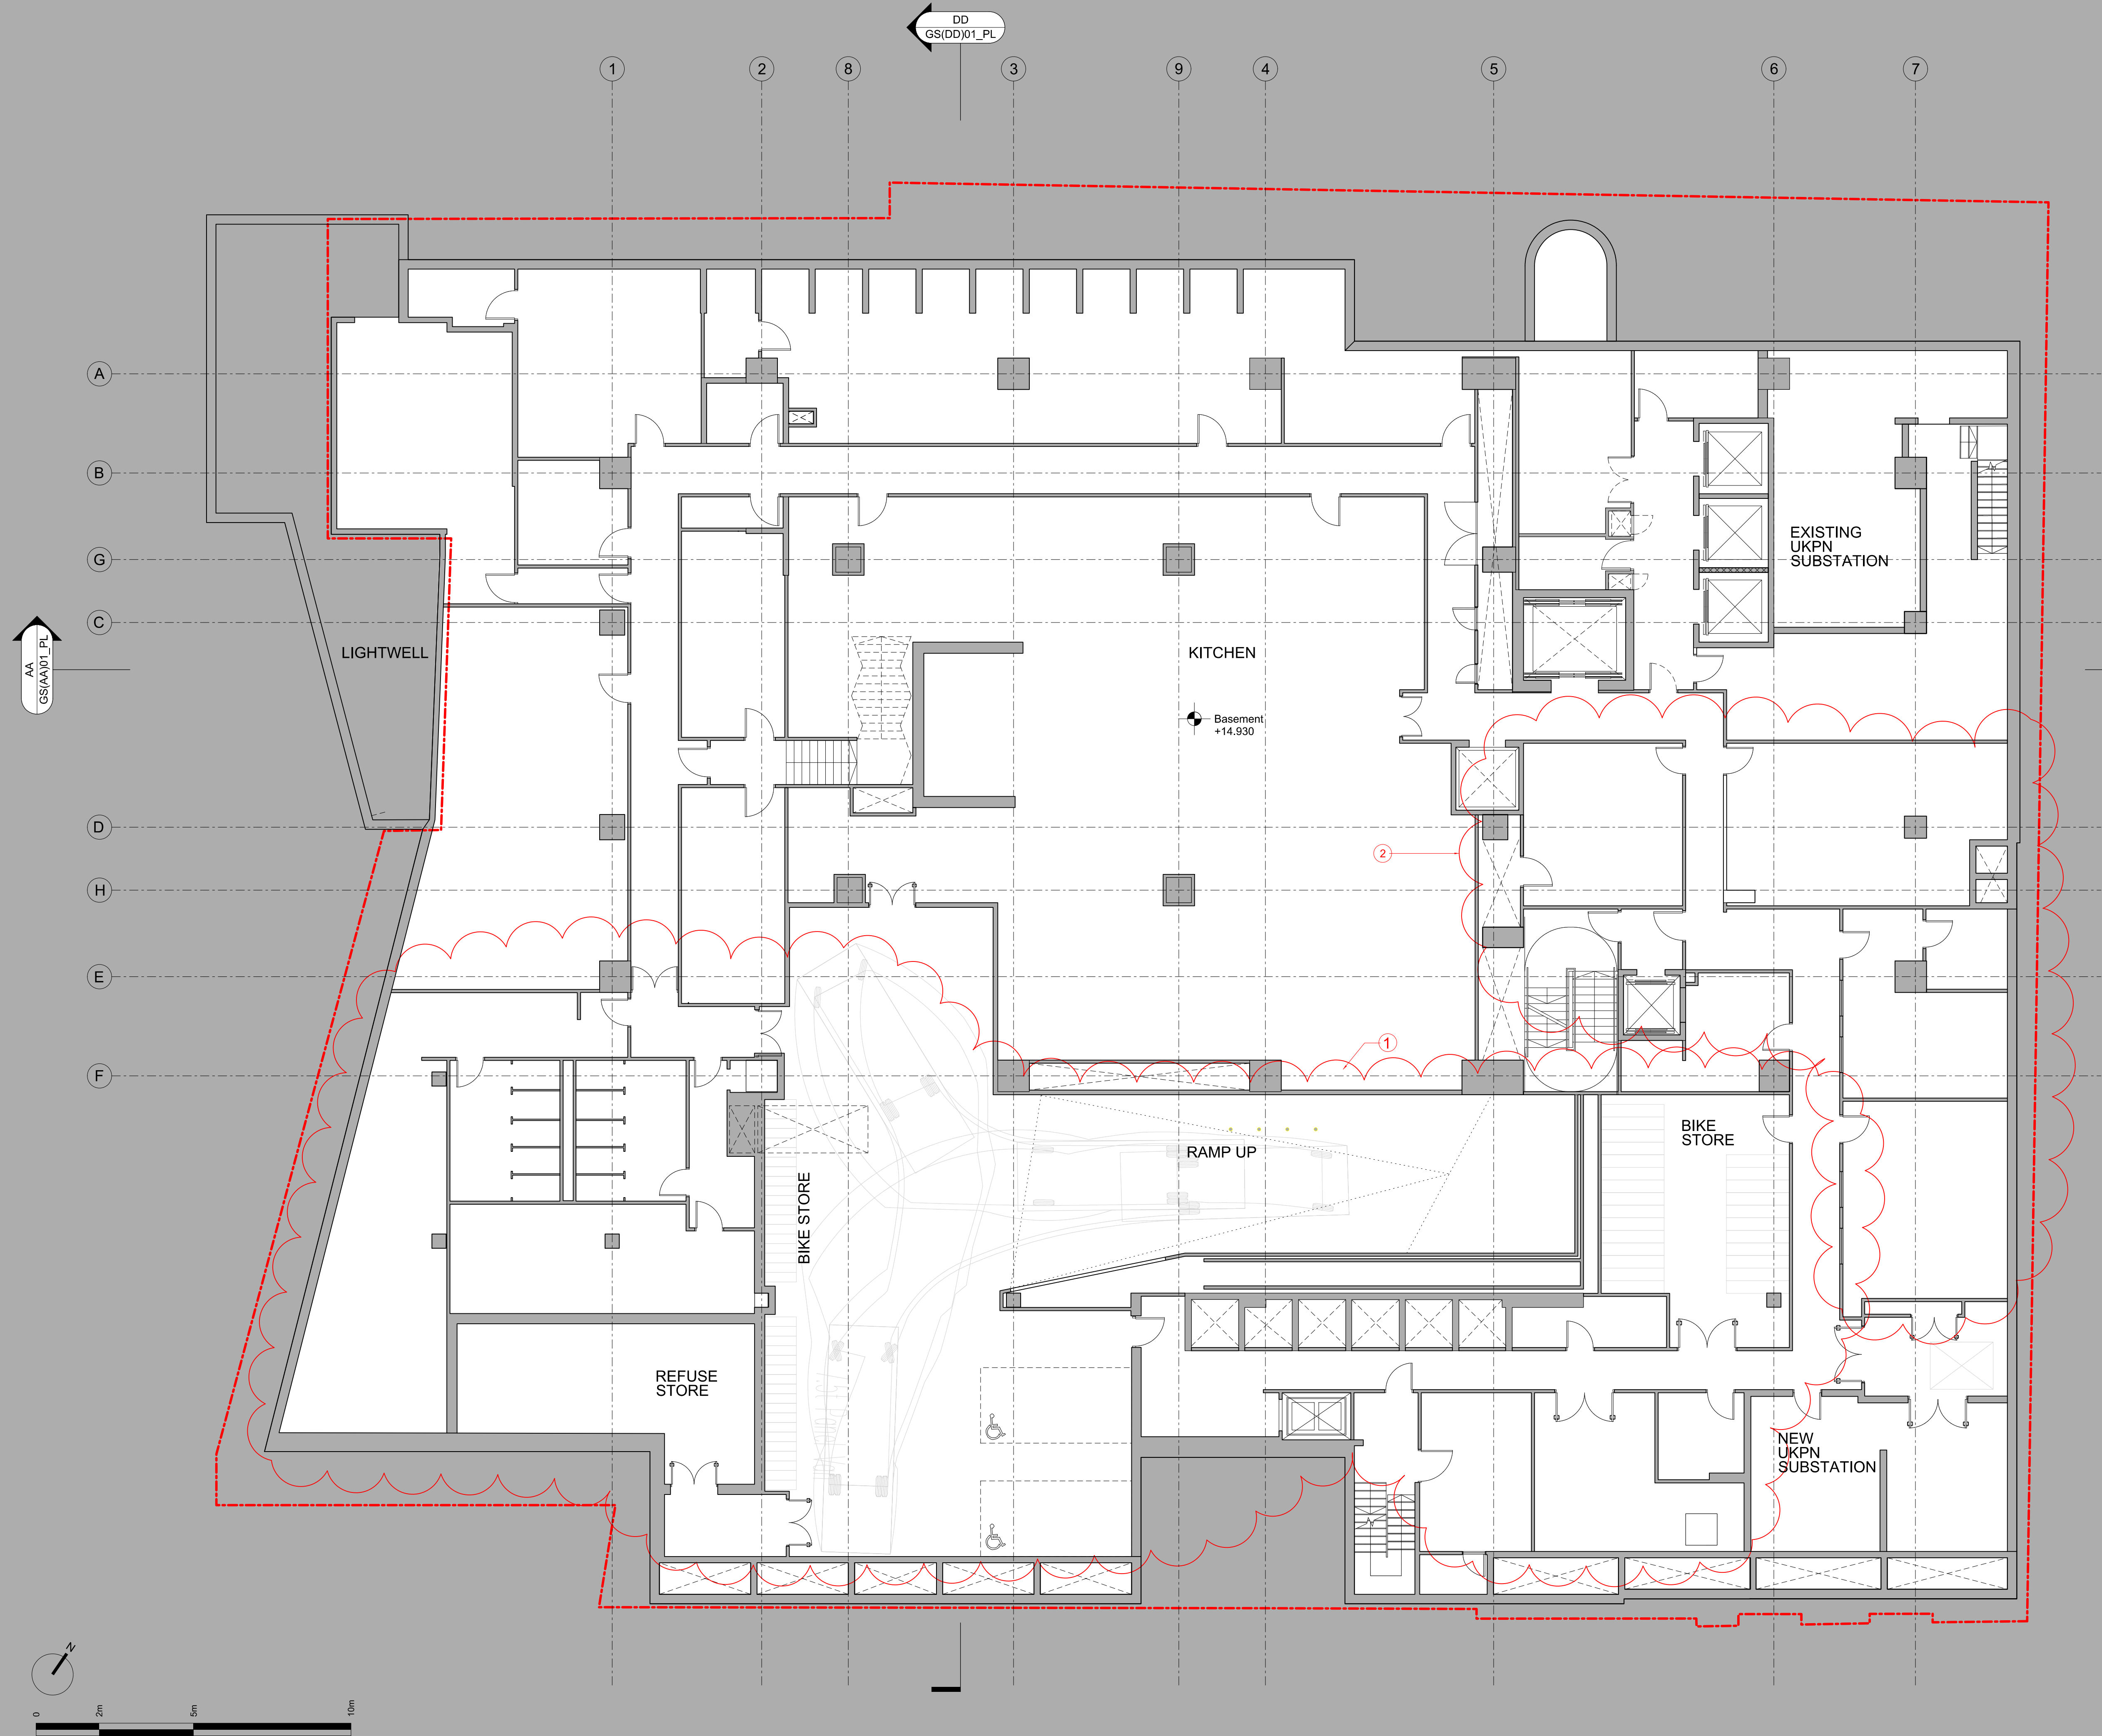 DD
GS(DD)01_PL
1
2
8
3
9
4
5
6
7
A
B
G
C
D
H
E
F
AA
GS(AA)01_PL
LIGHTWELL
KITCHEN
Basement
+14.930
EXISTING
UKPN
SUBSTATION
2
1
RAMP UP
BIKE
STORE
BIKE STORE
REFUSE
STORE
NEW
UKPN
SUBSTATION
N
0
2m
5m
10m